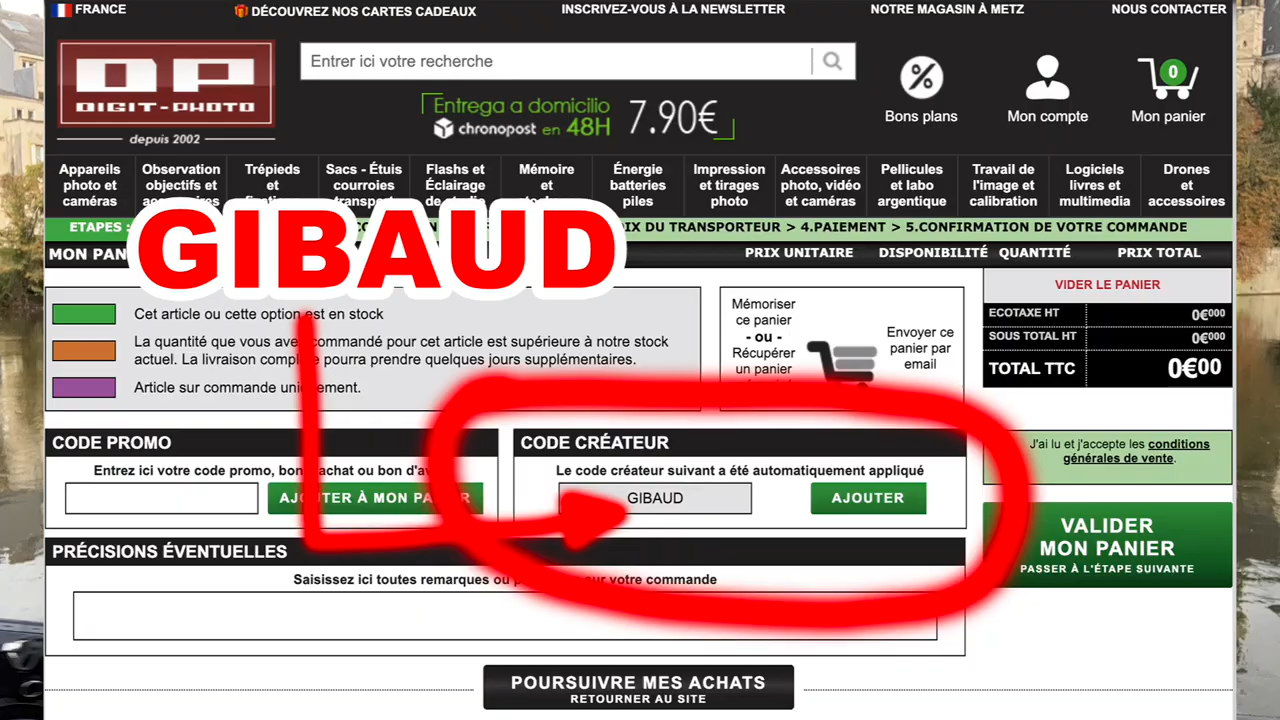 FRANCE
DÉCOUVREZ NOS CARTES CADEAUX
INSCRIVEZ-VOUS À LA NEWSLETTER
NOTRE MAGASIN À METZ
NOUS CONTACTER
DP
DIGIT-PHOTO
depuis 2002
Entrer ici votre recherche
Entrega a domicilio
chronopost en 48H
7.90€
%
Bons plans
Mon compte
0
Mon panier
Appareils
photo et
caméras
Observation
objectifs et
Trépieds
et
Sacs - Étuis
courroies
Flashs et
Éclairage
Mémoire
et
Énergie
batteries
piles
Impression
et tirages
photo
Accessoires
photo, vidéo
et caméras
Pellicules
et labo
argentique
Travail de
l'image et
calibration
Logiciels
livres et
multimedia
Drones
et
accessoires
GIBAUD
ETAPES :
DU TRANSPORTEUR > 4.PAIEMENT > 5.CONFIRMATION DE VOTRE COMMANDE
MON
PRIX UNITAIRE
DISPONIBILITÉ
QUANTITÉ
PRIX TOTAL
Cet article ou cette option est en stock
La quantité que vous avez commandé pour cet article est supérieure à notre stock
actuel. La livraison pourra prendre quelques jours supplémentaires.
Article sur commande uniquement.
Mémoriser
ce panier
- ou -
Récupérer
un panier
Envoyer ce
panier par
email
VIDER LE PANIER
ECOTAXE HT
0€000
SOUS TOTAL HT
0€000
TOTAL TTC
0€00
CODE PROMO
Entrez ici votre code promo, bon d'achat ou bon
AJOUTER À MON PANIER
CODE CRÉATEUR
Le code créateur suivant a été automatiquement appliqué
GIBAUD
AJOUTER
J'ai lu et j'accepte les conditions
générales de vente.
VALIDER
MON PANIER
PASSER À L'ÉTAPE SUIVANTE
PRÉCISIONS ÉVENTUELLES
Saisissez ici toutes remarques ou sur votre commande
POURSUIVRE MES ACHATS
RETOURNER AU SITE